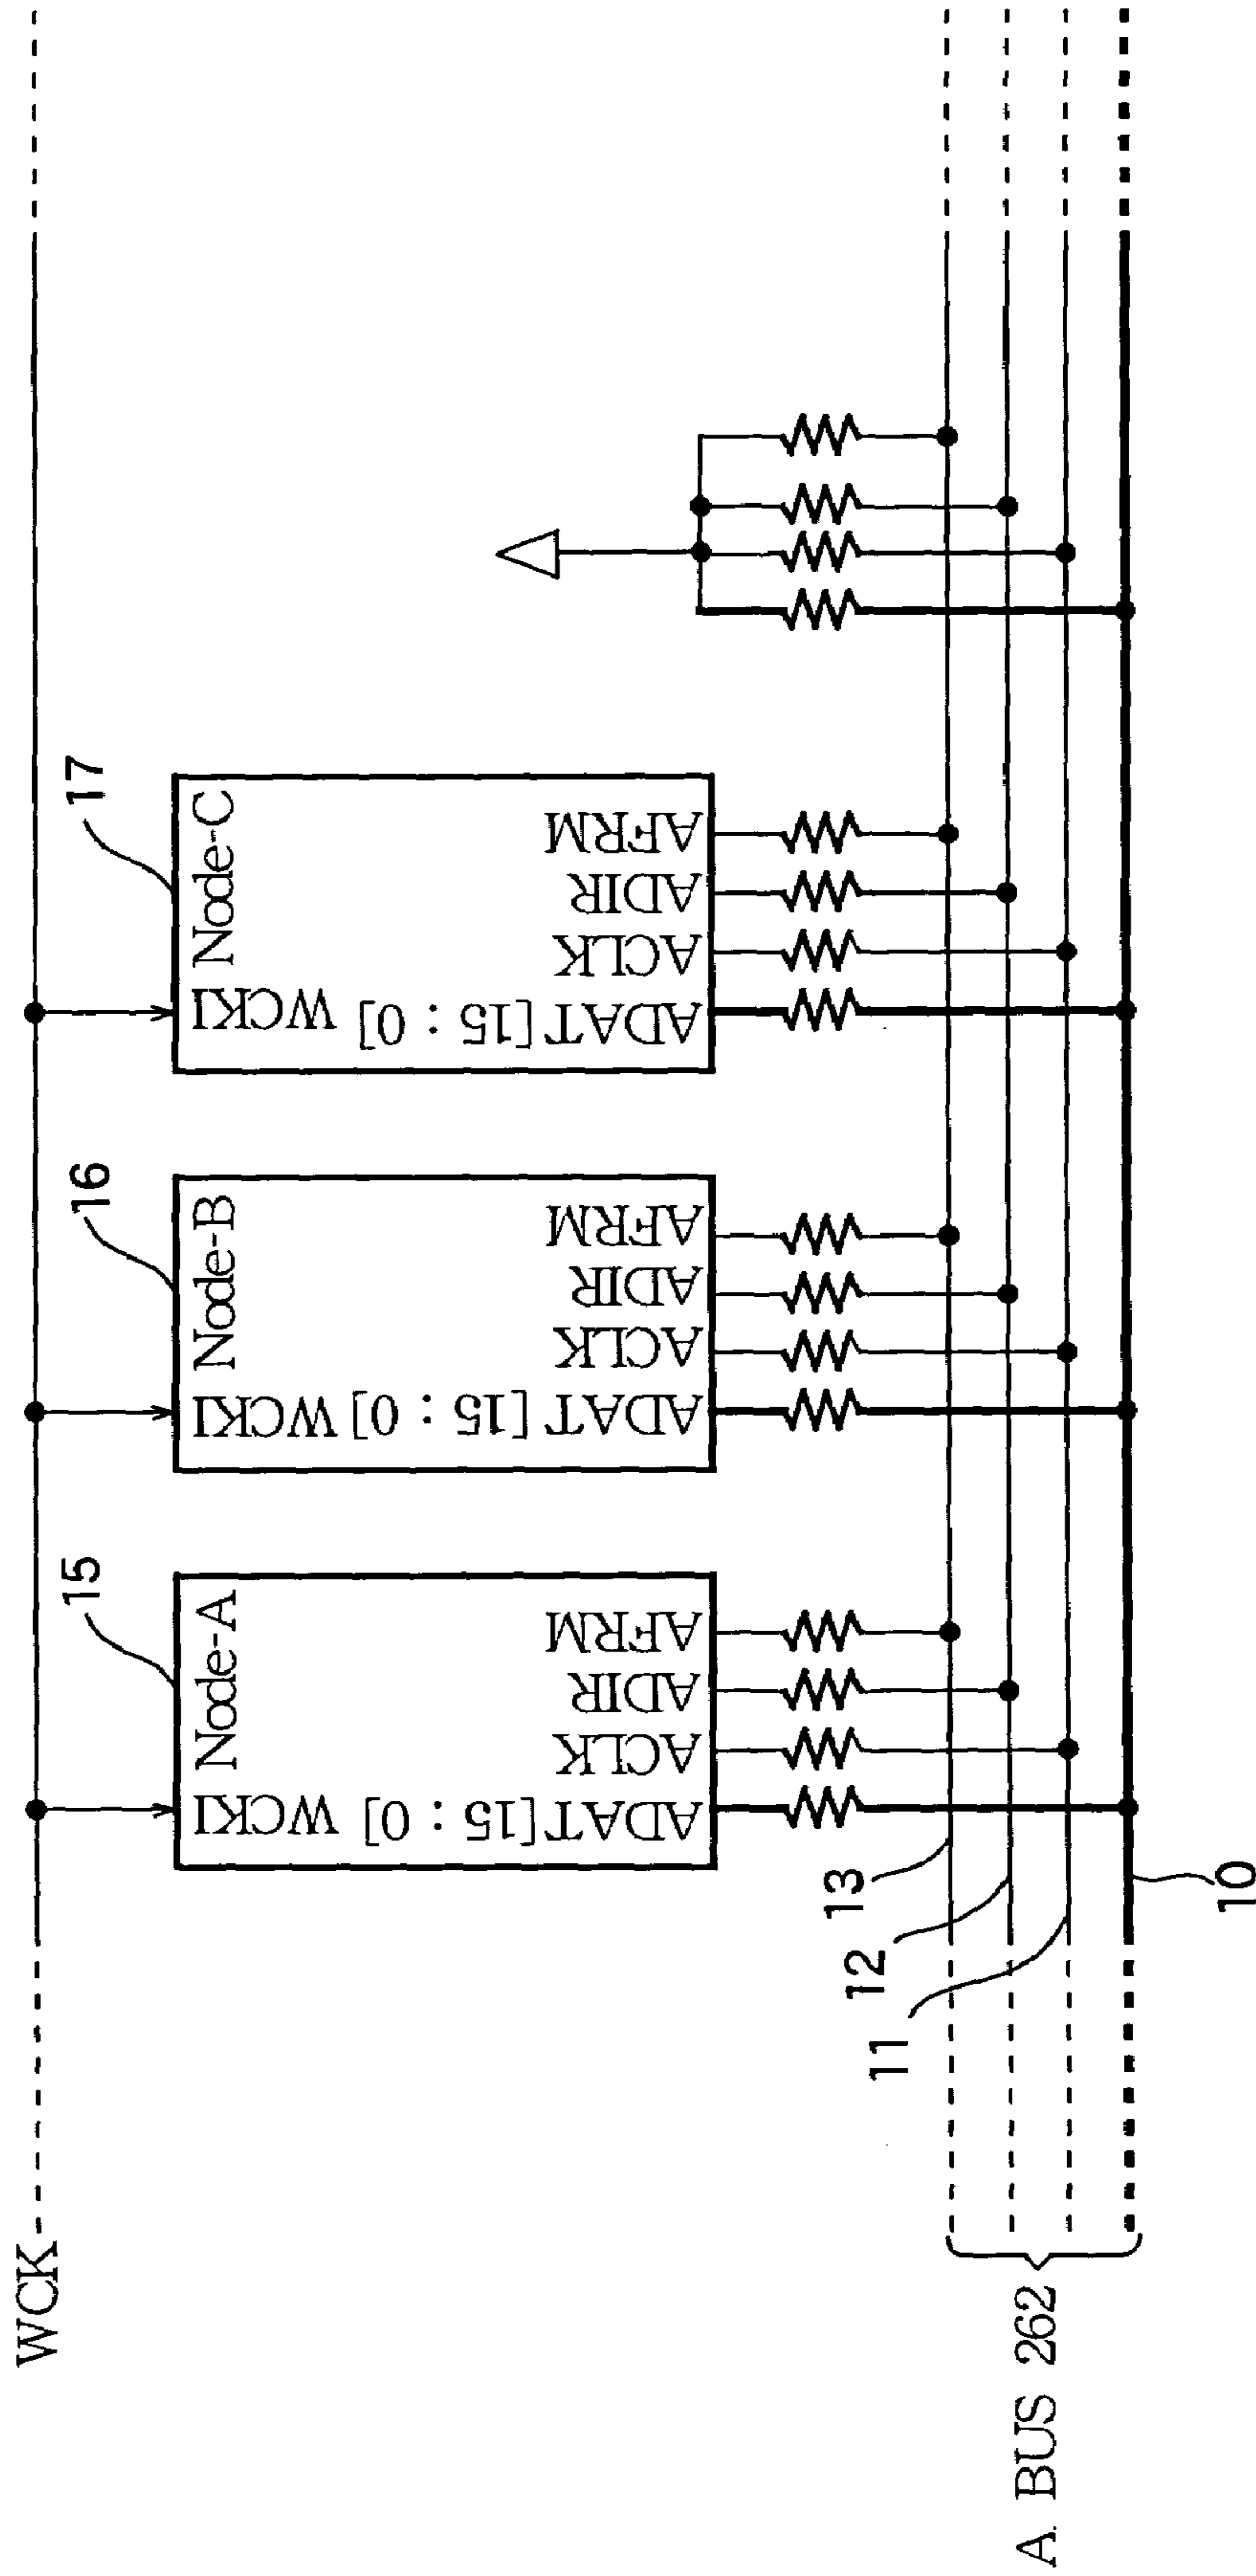 WCK
15
Node-A
WCKI
ADAT[15 : 0]
ACLK
ADIR
AFRM
16
Node-B
WCKI
ADAT[15 : 0]
ACLK
ADIR
AFRM
17
Node-C
WCKI
ADAT[15 : 0]
ACLK
ADIR
AFRM
13
12
11
10
A BUS 262